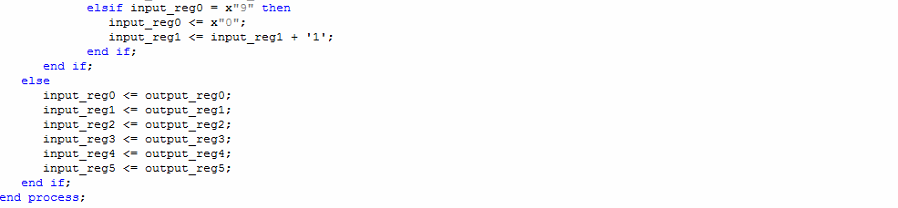 elsif input_reg0 = x"9" then
input_reg0 <= x"0";
input_reg1 <= input_reg1 + '1';
end if;
end if;
else
input_reg0 <= output_reg0;
input_reg1 <= output_reg1;
input_reg2 <= output_reg2;
input_reg3 <= output_reg3;
input_reg4 <= output_reg4;
input_reg5 <= output_reg5;
end if;
end process;